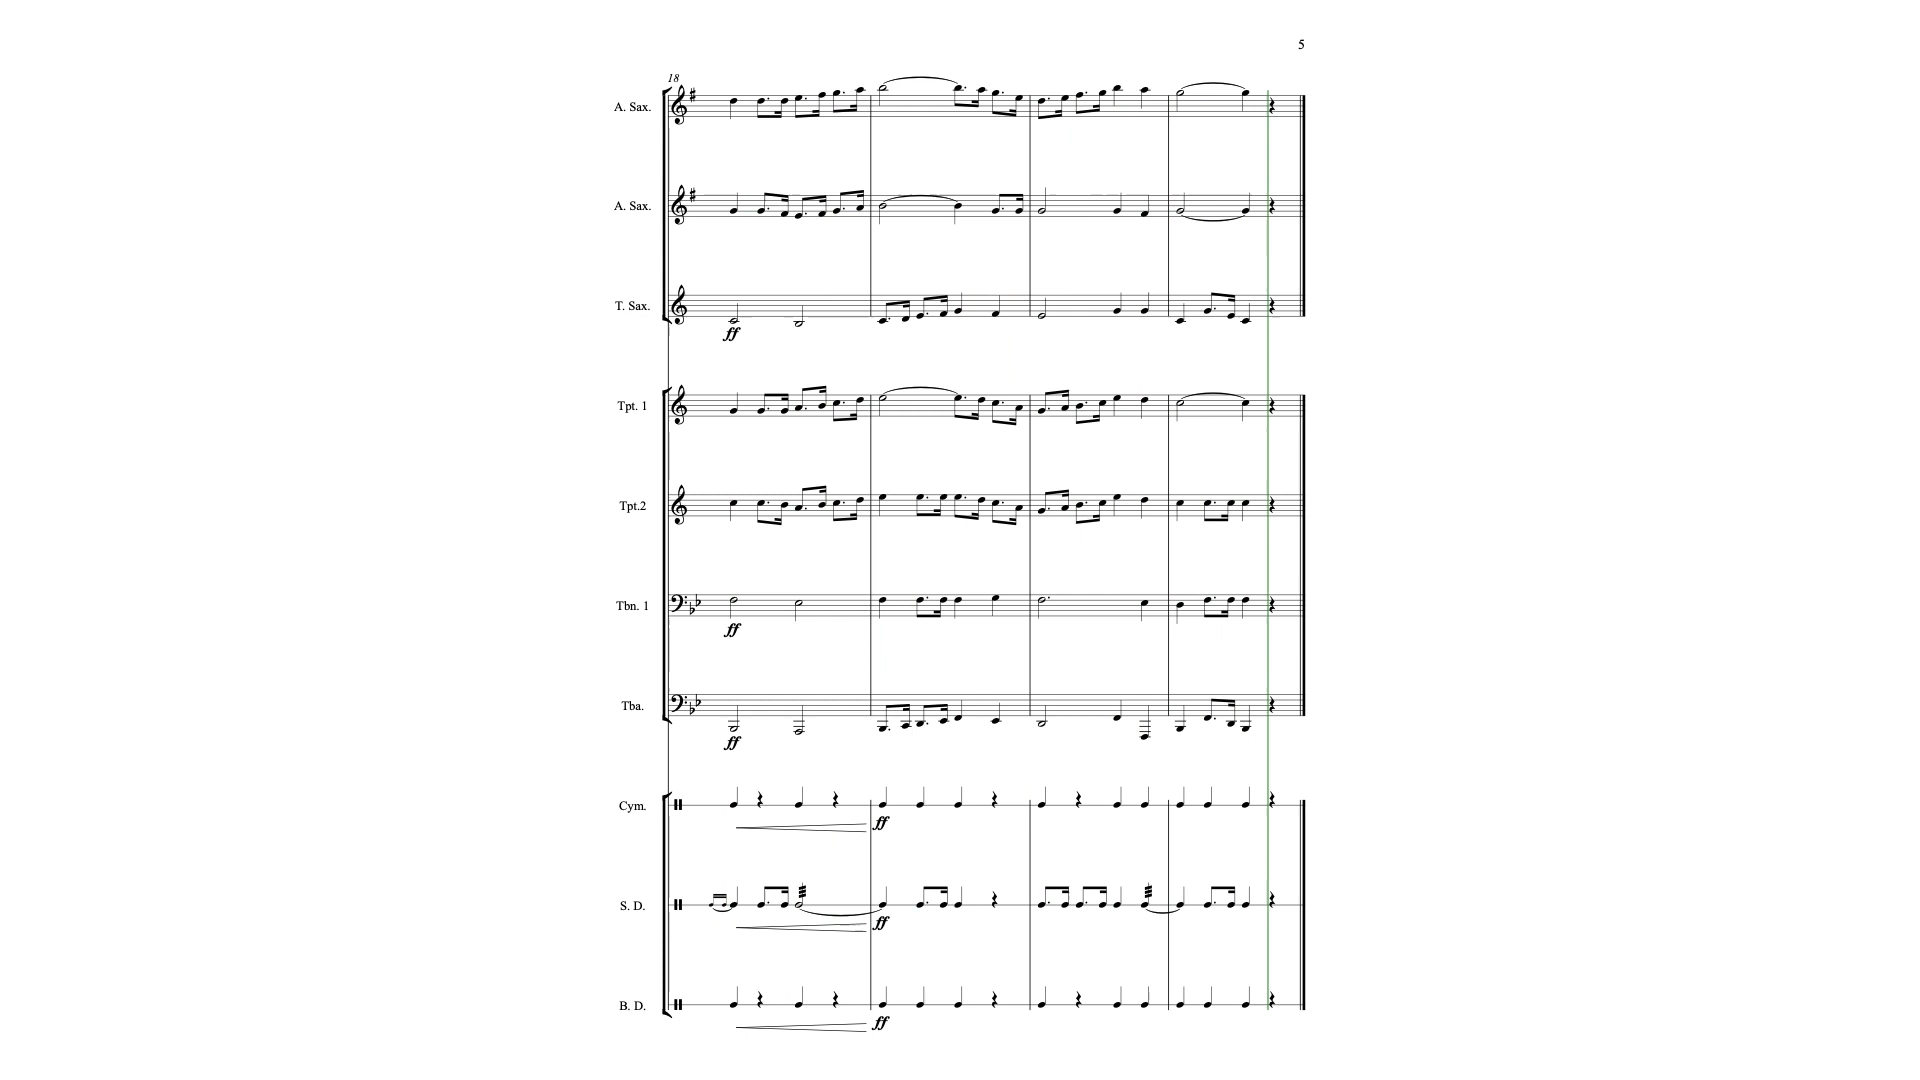 5
18
A. Sax.
A. Sax.
T. Sax.
ff
Tpt. 1
Tpt.2
Tbn. 1
ff
Tba.
ff
Cym.
ff
S. D.
ff
B. D.
ff